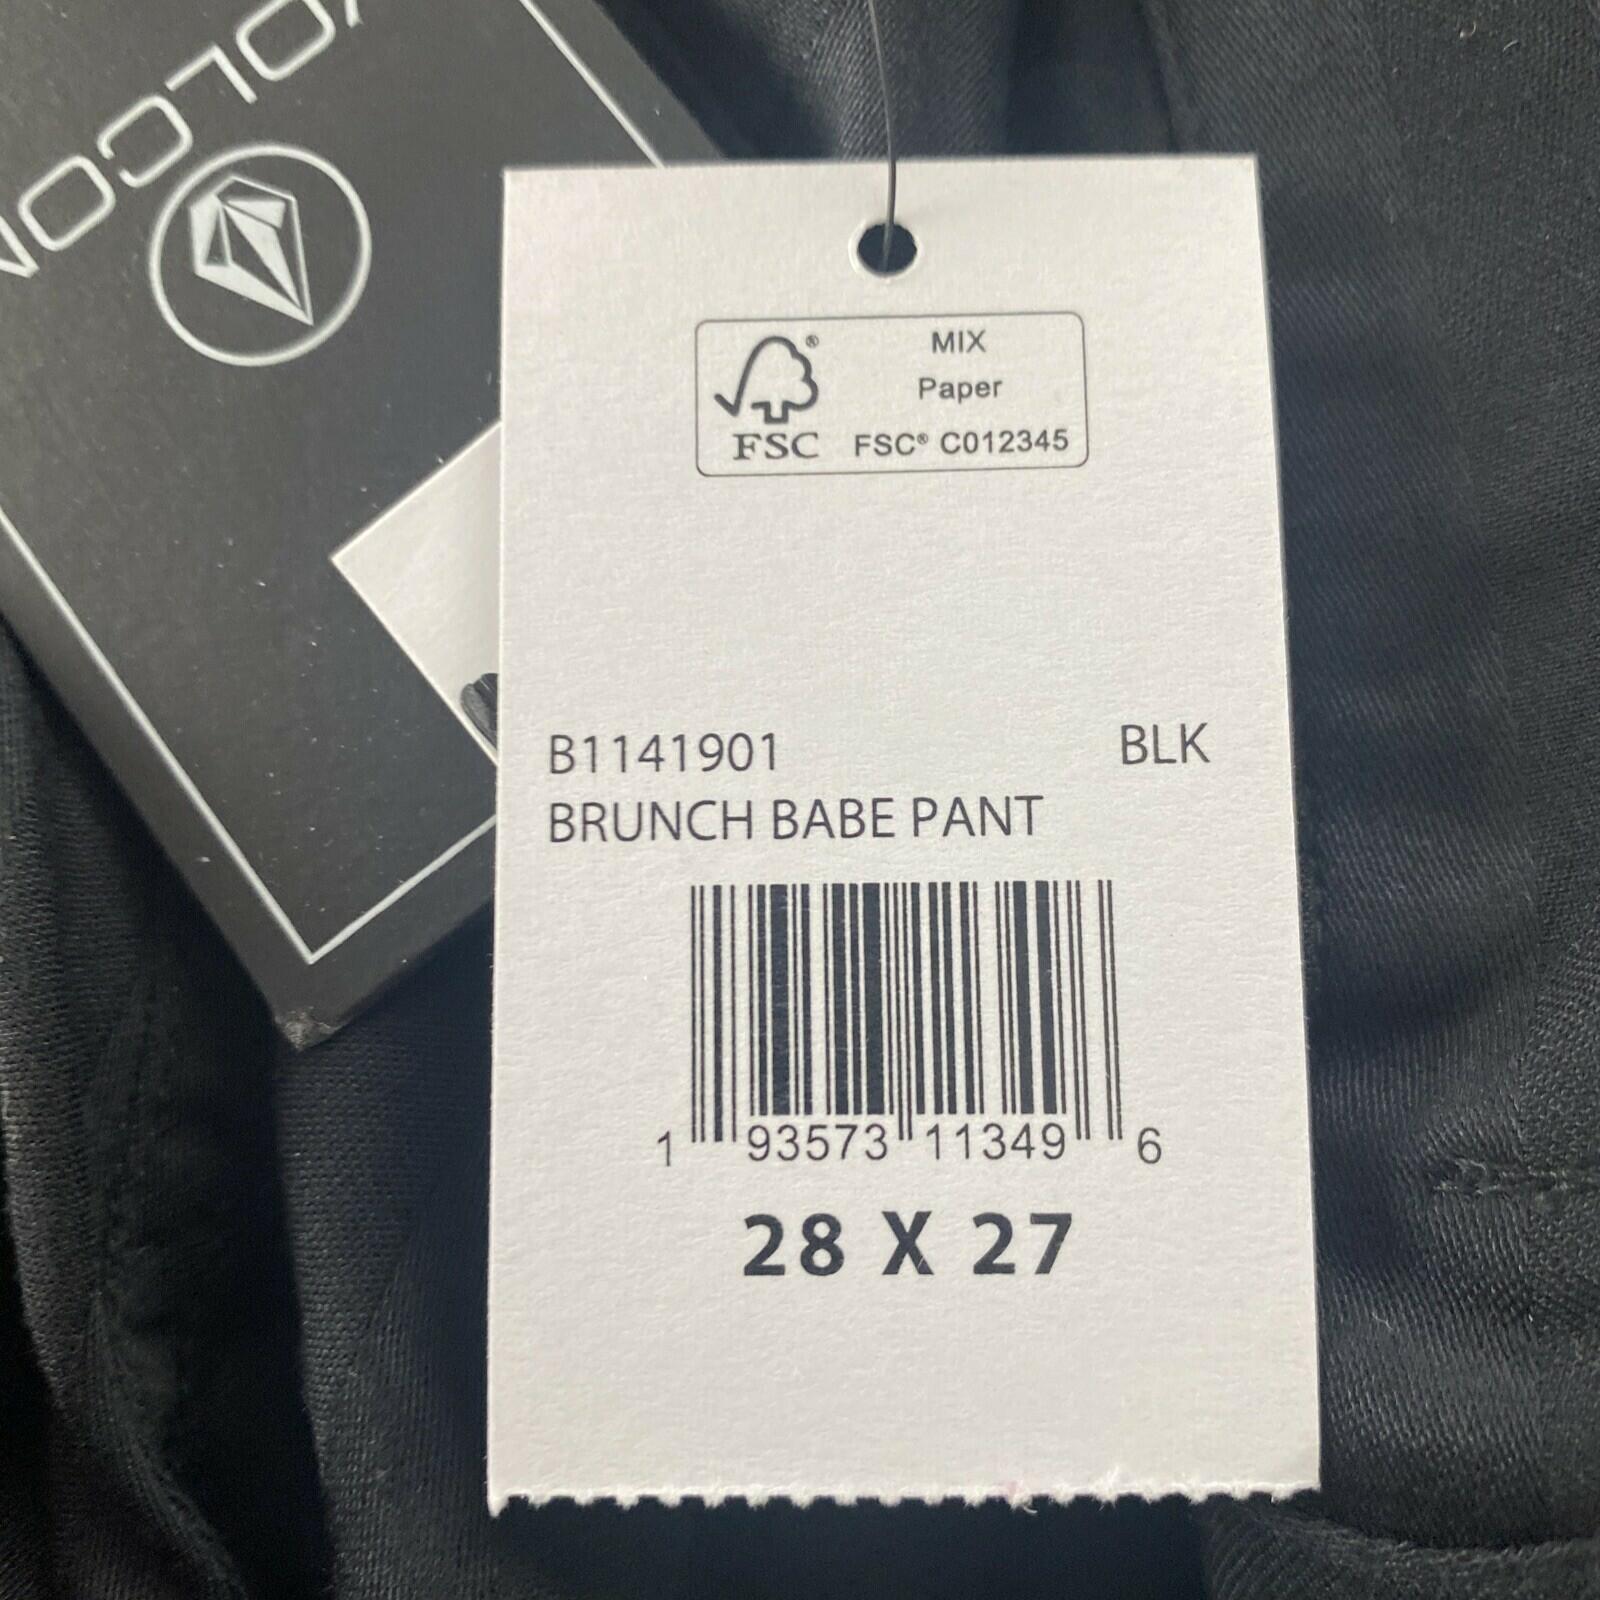 VOLCOM
MIX
Paper
FSC
FSC® C012345
B1141901 BLK
BRUNCH BABE PANT
1 93573 11349 6
28 X 27